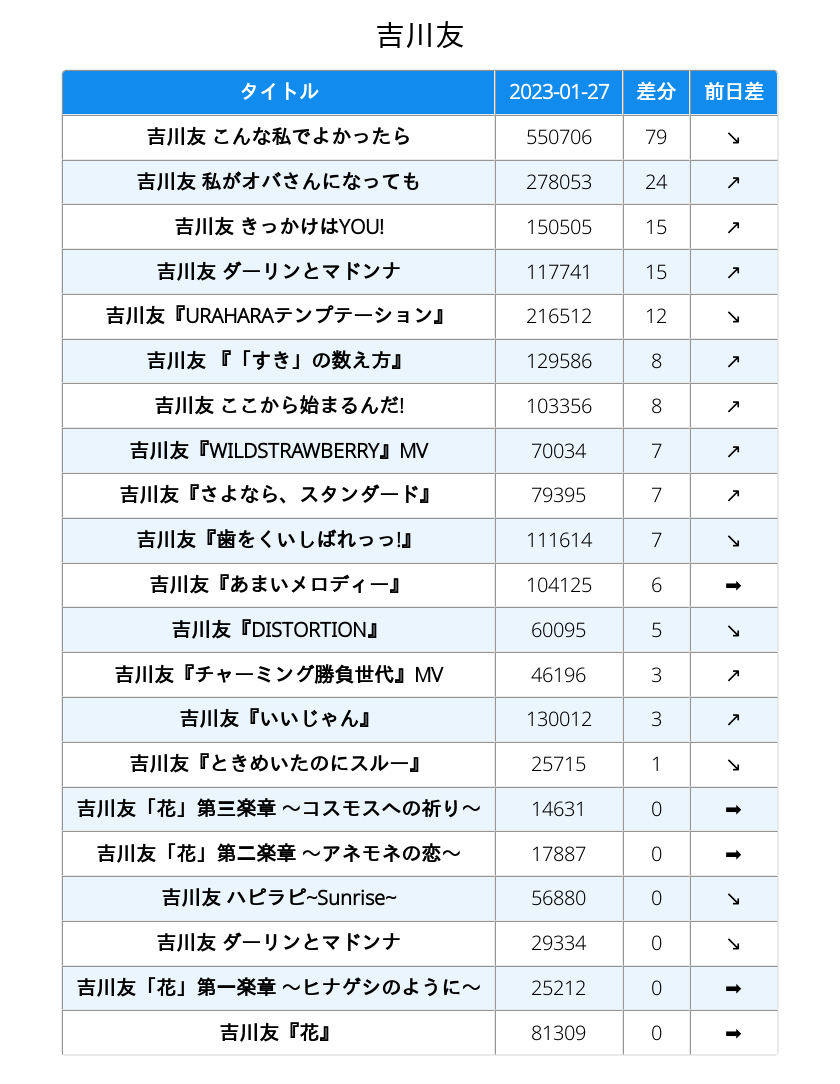 吉川友
タイトル 2023-01-27 差分 前日差
吉川友 こんな私でよかったら 550706 79 ↘
吉川友 私がオバさんになっても 278053 24 ↗
吉川友 きっかけはYOU! 150505 15 ↗
吉川友 ダーリンとマドンナ 117741 15 ↗
吉川友『URAHARAテンプテーション』 216512 12 ↘
吉川友 『「すき」の数え方』 129586 8 ↗
吉川友 ここから始まるんだ! 103356 8 ↗
吉川友『WILDSTRAWBERRY』MV 70034 7 ↗
吉川友『さよなら、スタンダード』 79395 7 ↗
吉川友『歯をくいしばれっっ!』 111614 7 ↘
吉川友『あまいメロディー』 104125 6 ➡
吉川友『DISTORTION』 60095 5 ↘
吉川友『チャーミング勝負世代』MV 46196 3 ↗
吉川友『いいじゃん』 130012 3 ↗
吉川友『ときめいたのにスルー』 25715 1 ↘
吉川友「花」第三楽章 ～コスモスへの祈り～ 14631 0 ➡
吉川友「花」第二楽章 ～アネモネの恋～ 17887 0 ➡
吉川友 ハピラピ~Sunrise~ 56880 0 ↘
吉川友 ダーリンとマドンナ 29334 0 ↘
吉川友「花」第一楽章 ～ヒナゲシのように～ 25212 0 ➡
吉川友『花』 81309 0 ➡